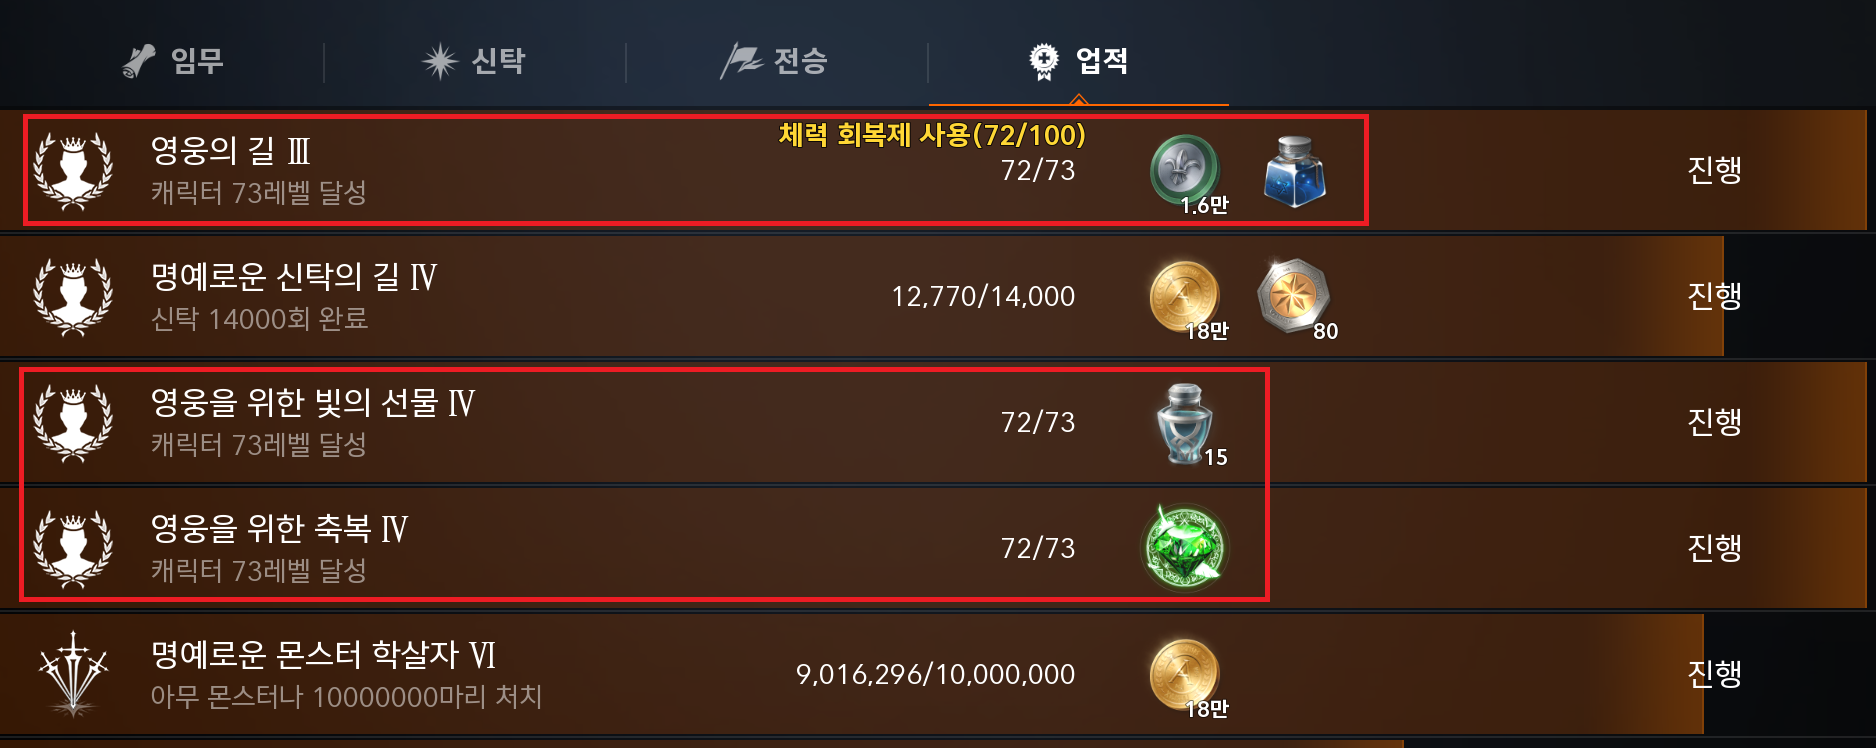 임무
신탁
전승
업적
체력 회복제 사용(72/100)
영웅의 길 Ⅲ
캐릭터 73레벨 달성
72/73
1.6만
진행
명예로운 신탁의 길 Ⅳ
신탁 14000회 완료
12,770/14,000
18만
80
진행
영웅을 위한 빛의 선물 Ⅳ
캐릭터 73레벨 달성
72/73
15
진행
영웅을 위한 축복 Ⅳ
캐릭터 73레벨 달성
72/73
진행
명예로운 몬스터 학살자 Ⅵ
아무 몬스터나 10000000마리 처치
9,016,296/10,000,000
18만
진행